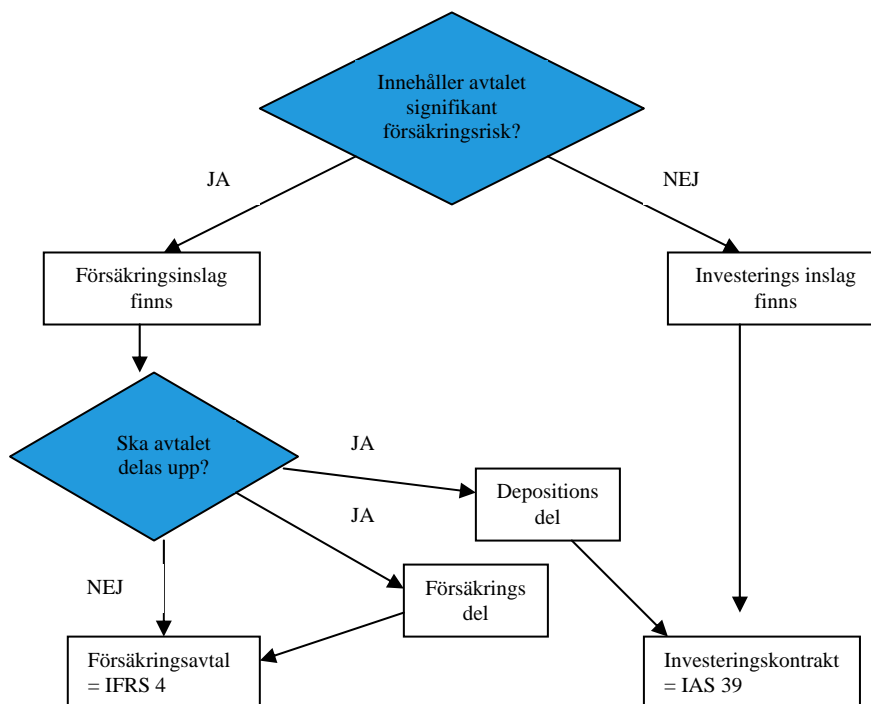 Innehåller avtalet
signifikant
försäkringsrisk?
JA
NEJ
Försäkringsinslag
finns
Investerings inslag
finns
Ska avtalet
delas upp?
JA
Depositions
del
JA
NEJ
Försäkrings
del
Försäkringsavtal
= IFRS 4
Investeringskontrakt
= IAS 39